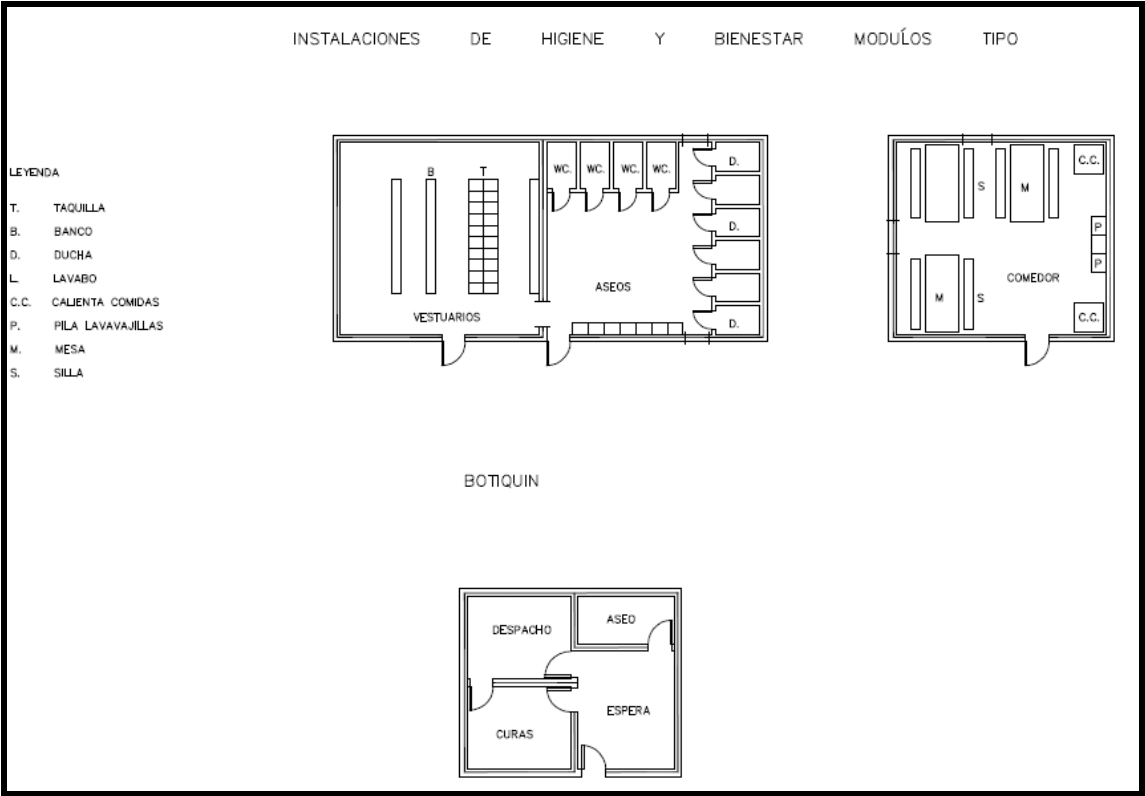 INSTALACIONES DE HIGIENE Y BIENESTAR MODUĹOS TIPO
LEYENDA
T. TAQUILLA
B. BANCO
D. DUCHA
L. LAVABO
C.C. CALIENTA COMIDAS
P. PILA LAVAVAJILLAS
M. MESA
S. SILLA
B T
WC. WC. WC. WC.
D.
D.
D.
ASEOS
VESTUARIOS
C.C.
S M
P
P
COMEDOR
M S
C.C.
BOTIQUIN
DESPACHO
ASEO
ESPERA
CURAS